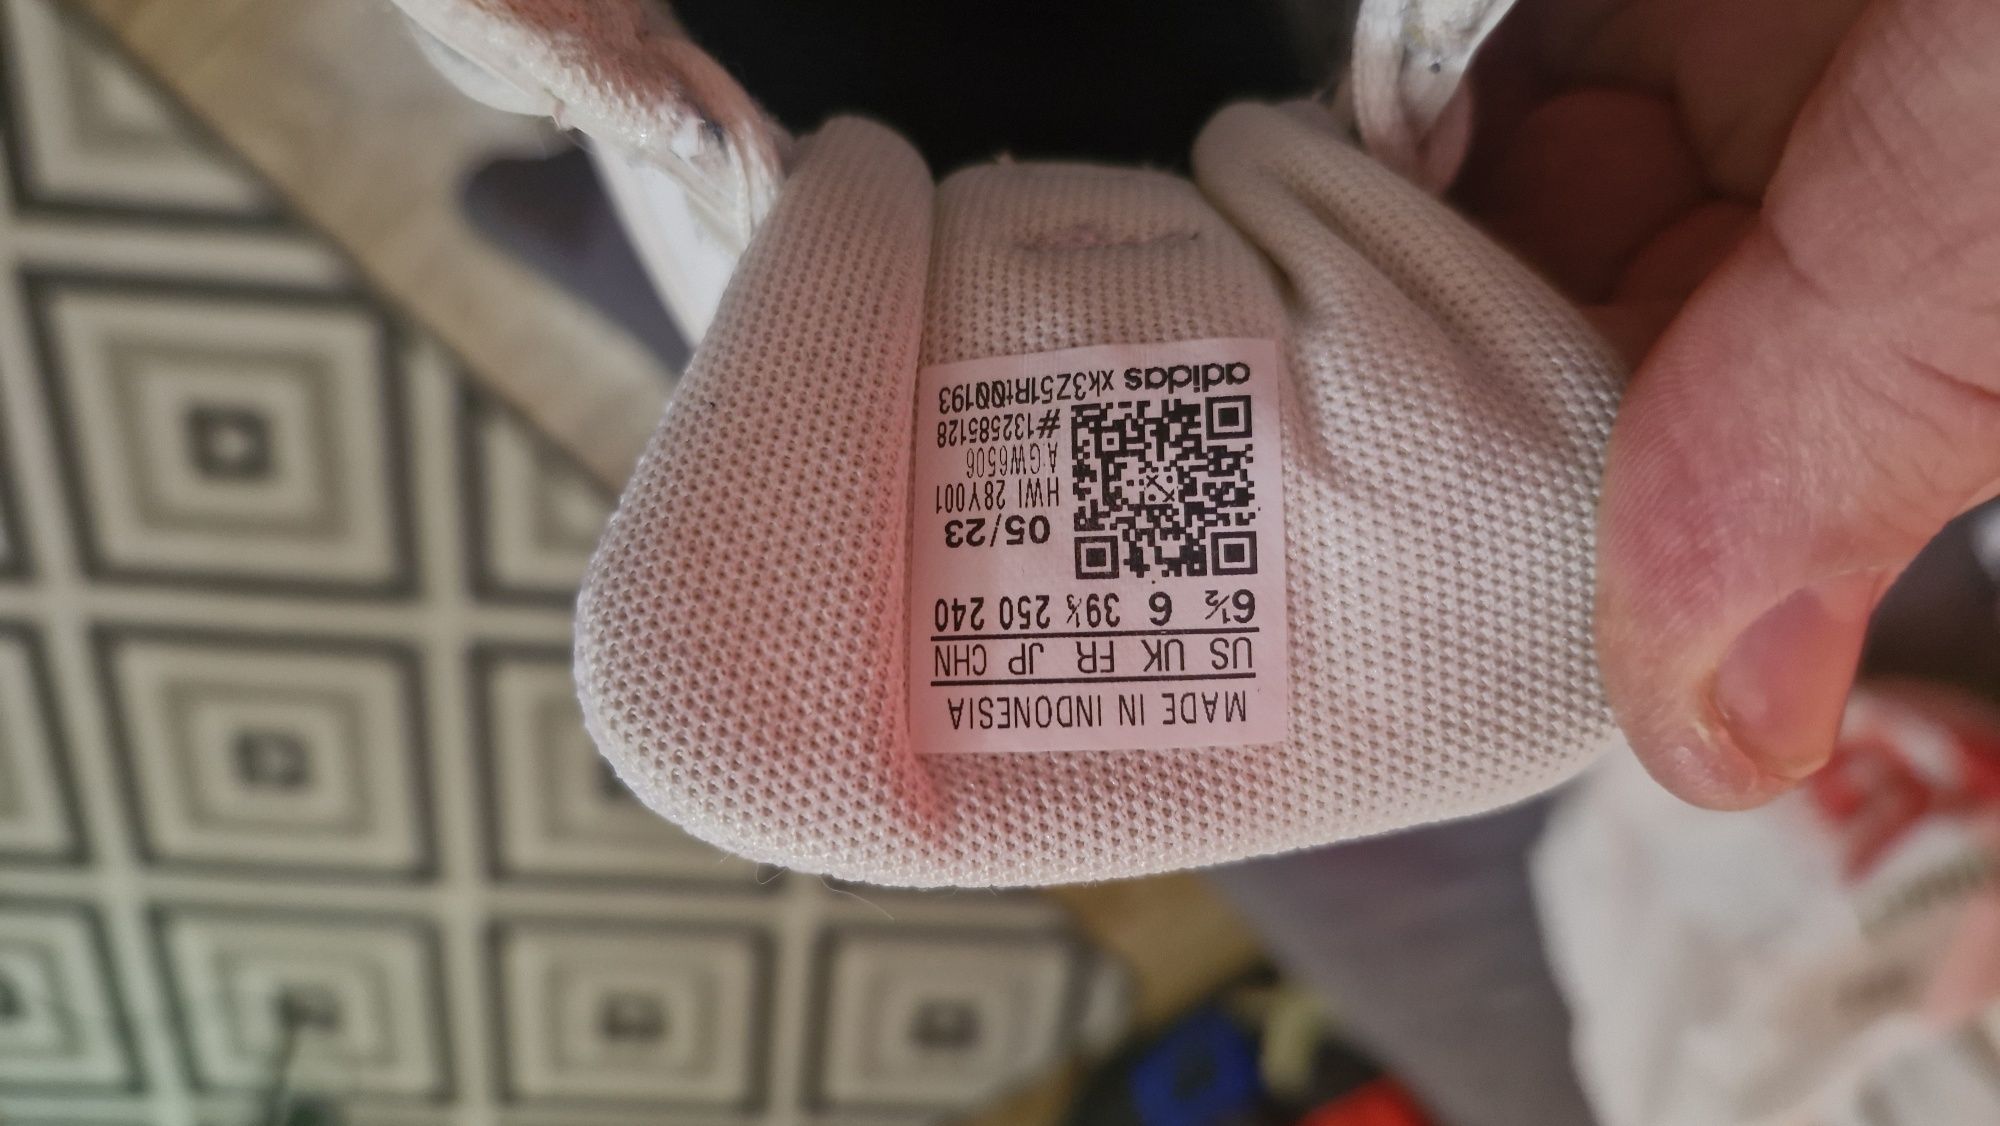 MADE IN INDONESIA
US UK FR JP CHN
6½ 6 39⅓ 250 240
05/23
HWI 28Y001
A:GW6506
#132585128
adidas xk3Z51Rt00193